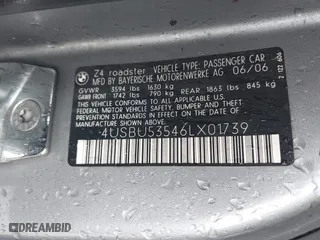 Z4 roadster VEHICLE TYPE: PASSENGER CAR
MFD BY BAYERISCHE MOTORENWERKE AG 06/06
GVWR 3594 lbs 1630 kg
GAWR FRONT 1742 lbs 790 kg REAR 1863 lbs 845 kg
THIS VEHICLE CONFORMS TO ALL APPLICABLE
FEDERAL MOTOR VEHICLE SAFETY, BUMPER,
AND THEFT PREVENTION STANDARDS IN EFFECT
ON THE DATE OF MANUFACTURE SHOWN ABOVE.
4USBU53546LX01739
DREAMBID
DREAMBID